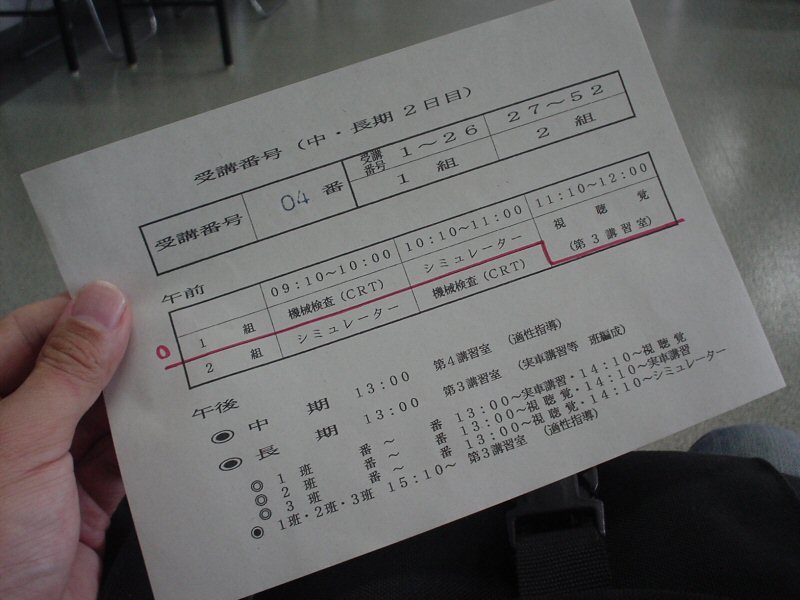 受講番号（中・長期２日目）
受講番号 04 番 受講番号 １～２６ ２７～５２
１ 組 ２ 組
午前
09:10～10:00 10:10～11:00 11:10～12:00
１ 組 機械検査（CRT） シミュレーター 視 聴 覚
（第３講習室）
２ 組 シミュレーター 機械検査（CRT）
午後
◉ 中 期 13:00 第４講習室 （適性指導）
◉ 長 期 13:00 第３講習室 （実車講習等 班編成）
◎ １ 班 番 ～ 番 13:00～実車講習・14:10～視 聴 覚
◎ ２ 班 番 ～ 番 13:00～視 聴 覚・14:10～実車講習
◎ ３ 班 番 ～ 番 13:00～視 聴 覚・14:10～シミュレーター
◉ １班・２班・３班 15:10～ 第３講習室 （適性指導）